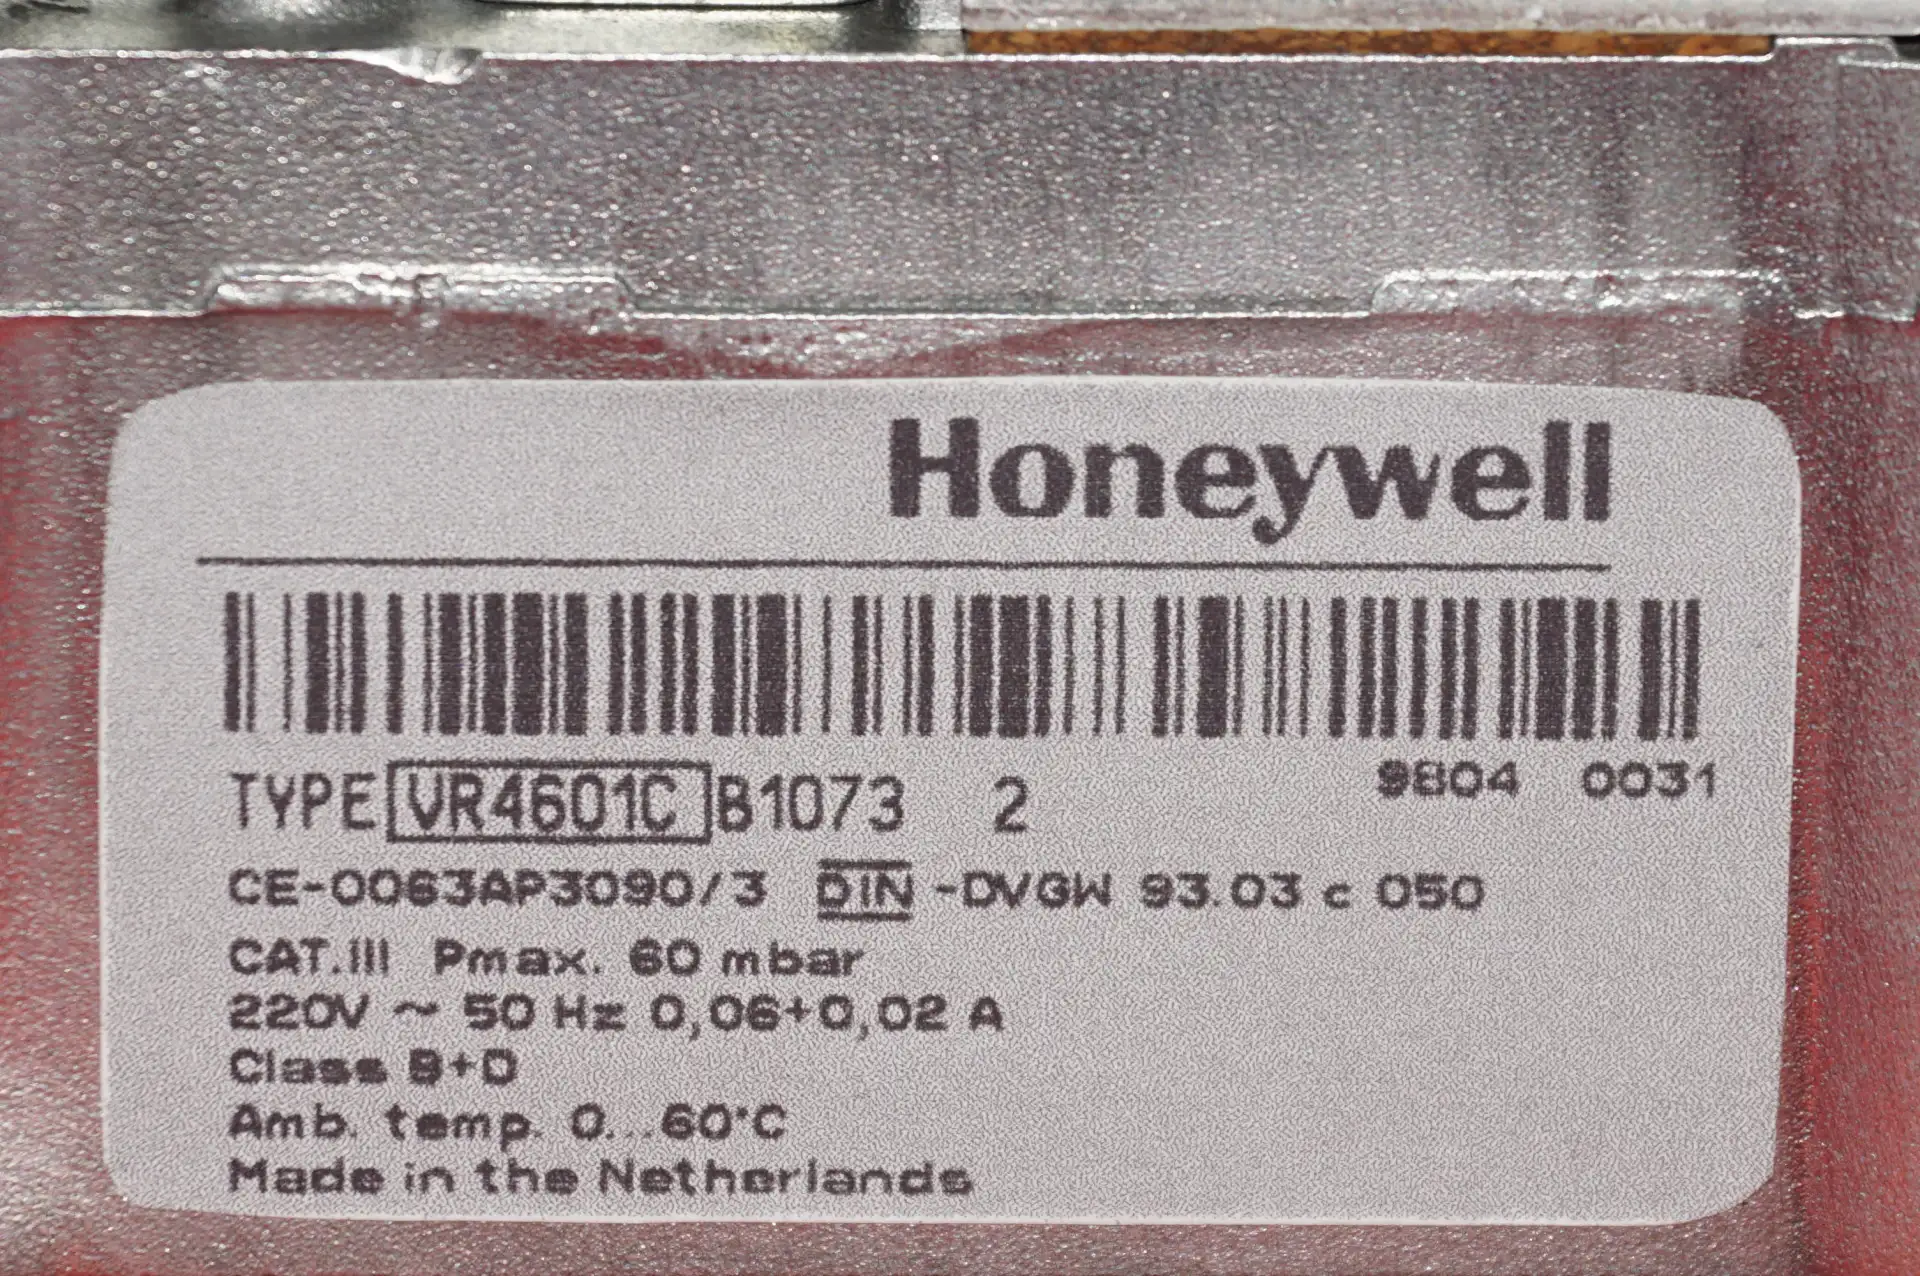 Honeywell
9804 0031
TYPE VR4601C B1073 2
CE-0063AP3090/3 DIN -DVGW 93.03 c 050
CAT.III Pmax. 60 mbar
220V ~ 50 Hz 0,06+0,02 A
Class B+D
Amb. temp. 0...60°C
Made in the Netherlands